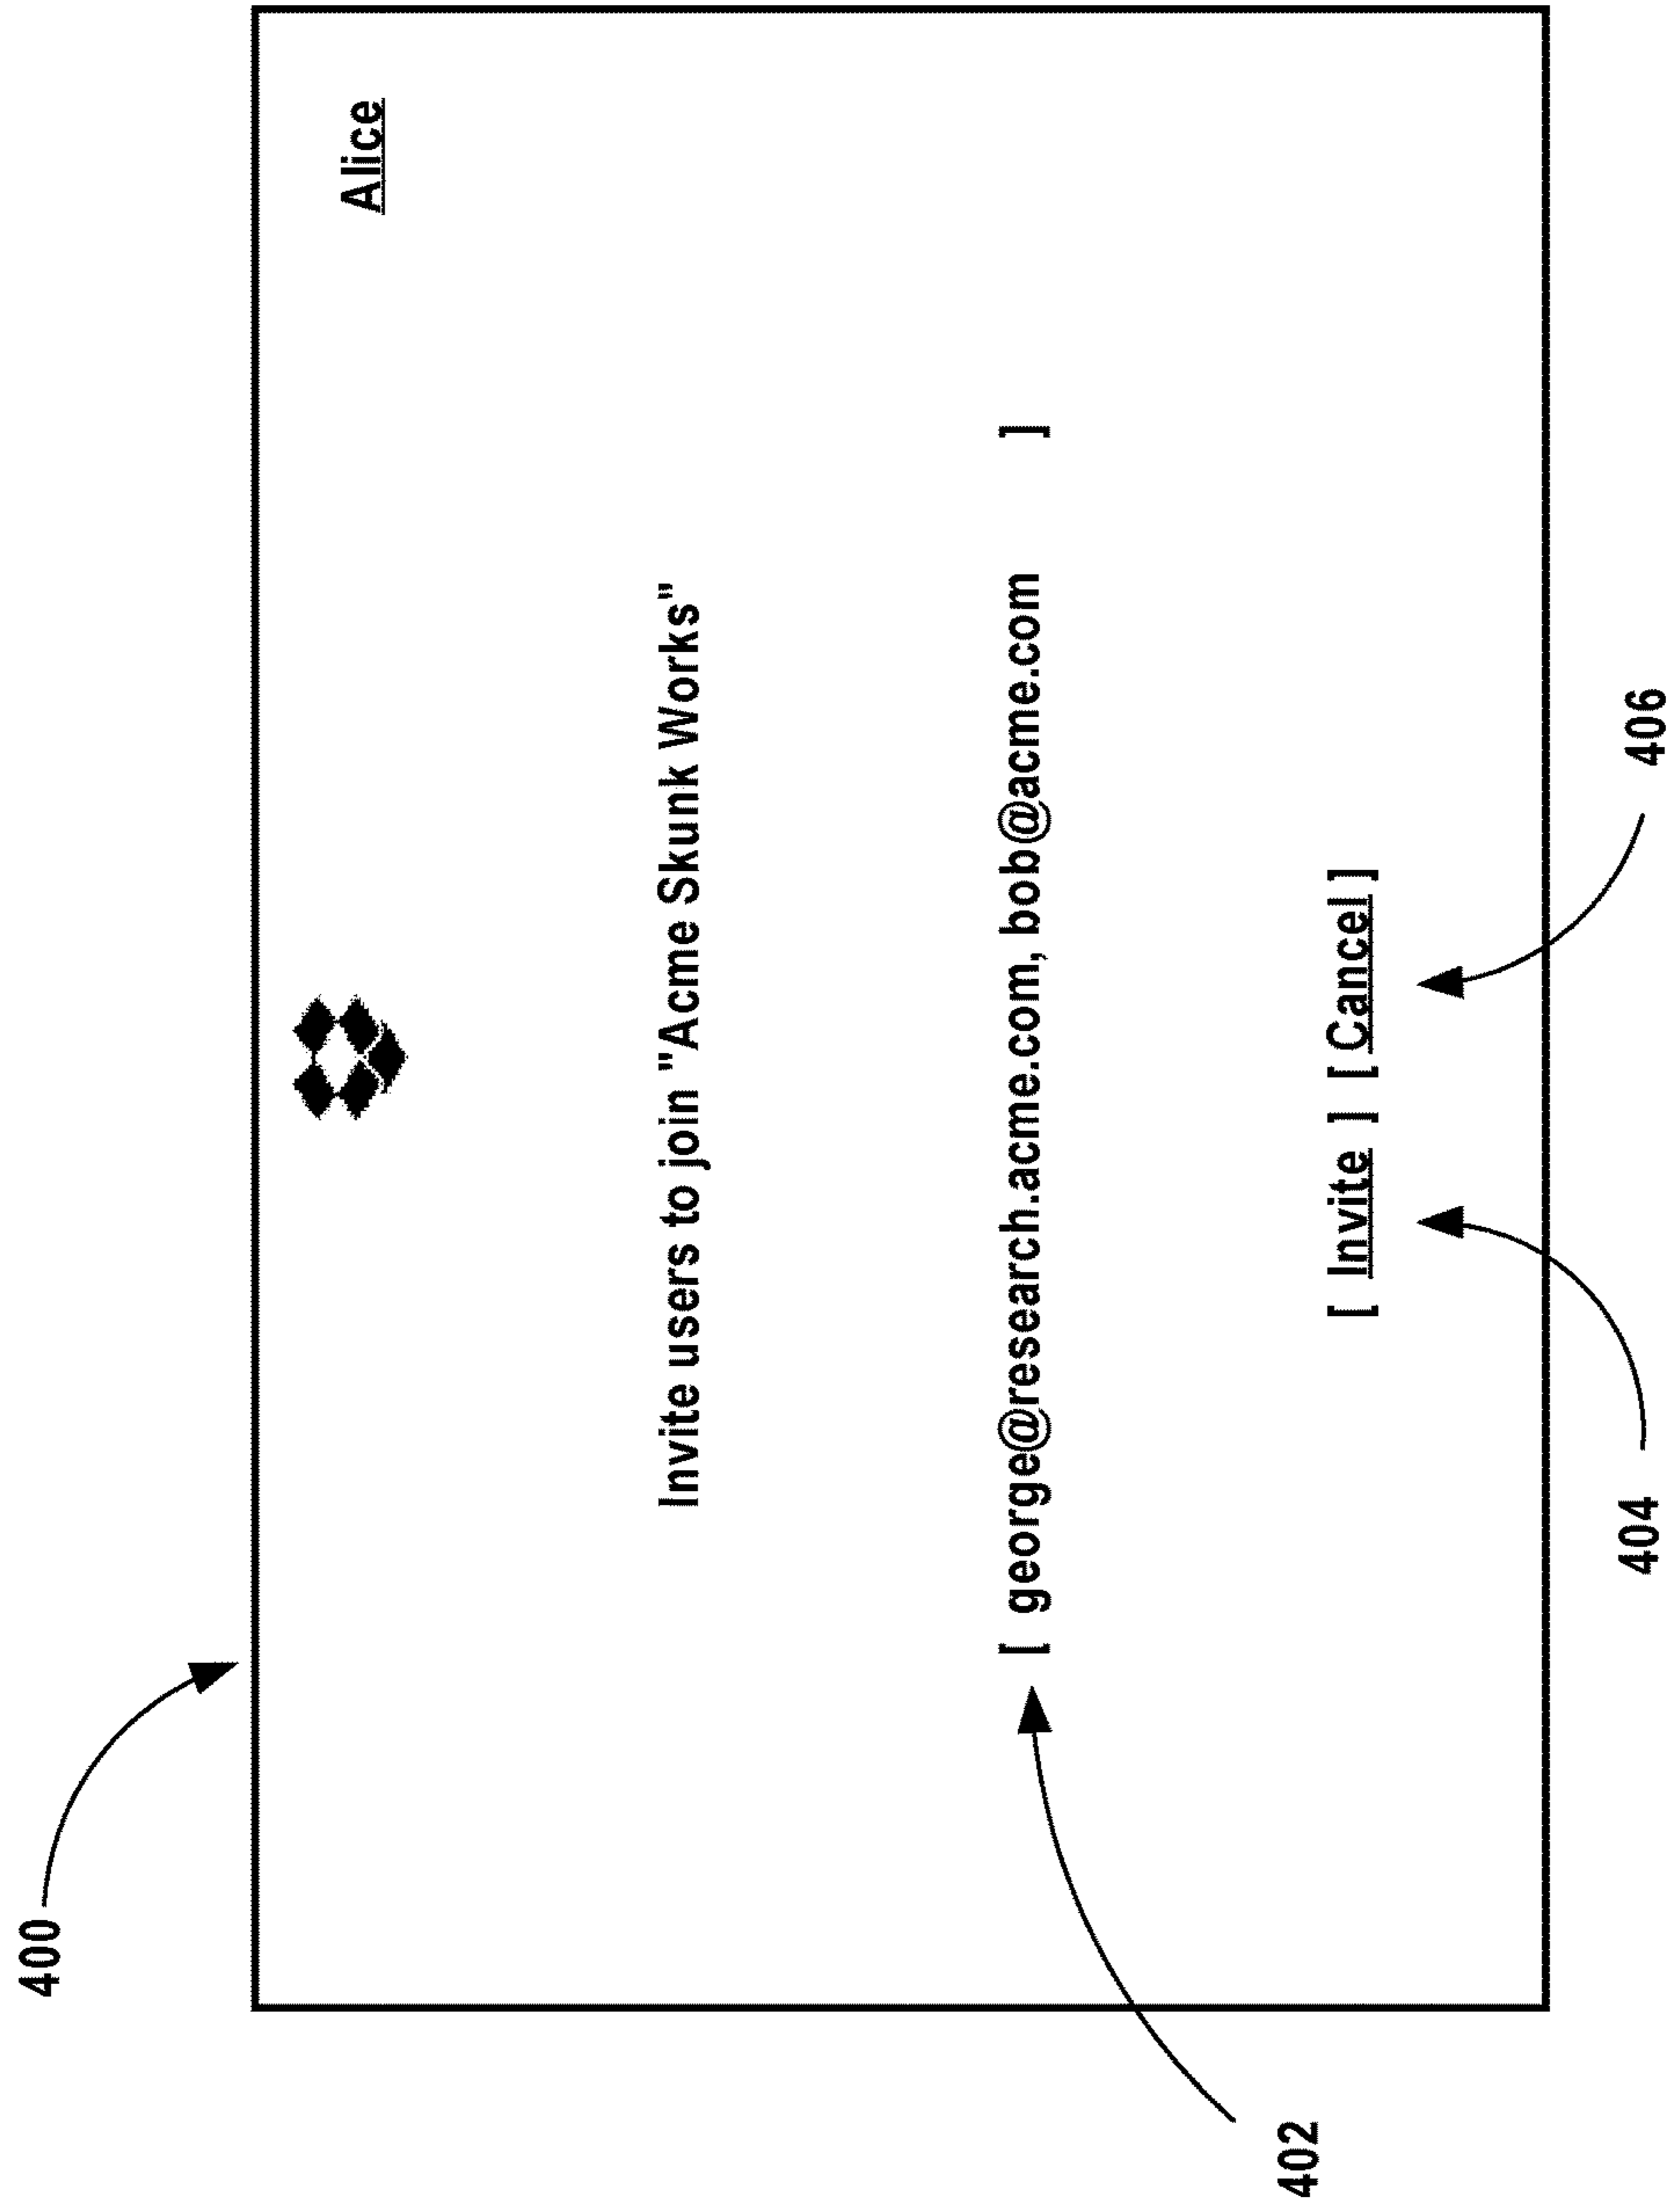 400
Alice
Invite users to join "Acme Skunk Works"
[ george@research.acme.com, bob@acme.com ]
[ Invite ] [ Cancel ]
402
404
406